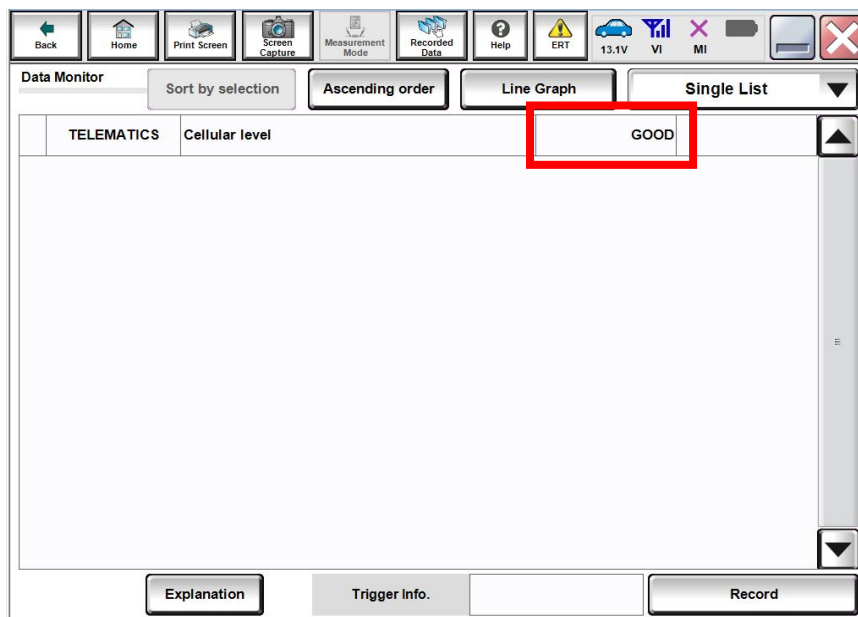 Back
Home
Print Screen
Screen
Capture
Measurement
Mode
Recorded
Data
Help
ERT
13.1V
VI
MI
Data Monitor
Sort by selection
Ascending order
Line Graph
Single List
TELEMATICS
Cellular level
GOOD
Explanation
Trigger Info.
Record